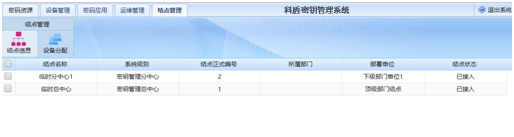 密码资源 设备管理 密码应用 运维管理 结点管理 科盾密钥管理系统 退出系统
结点管理
结点信息 设备分配
结点名称 系统级别 结点正式编号 所属部门 部署单位 结点状态
临时分中心1 密钥管理分中心 2 下级部门单位1 已接入
临时总中心 密钥管理总中心 1 顶级部门结点 已接入